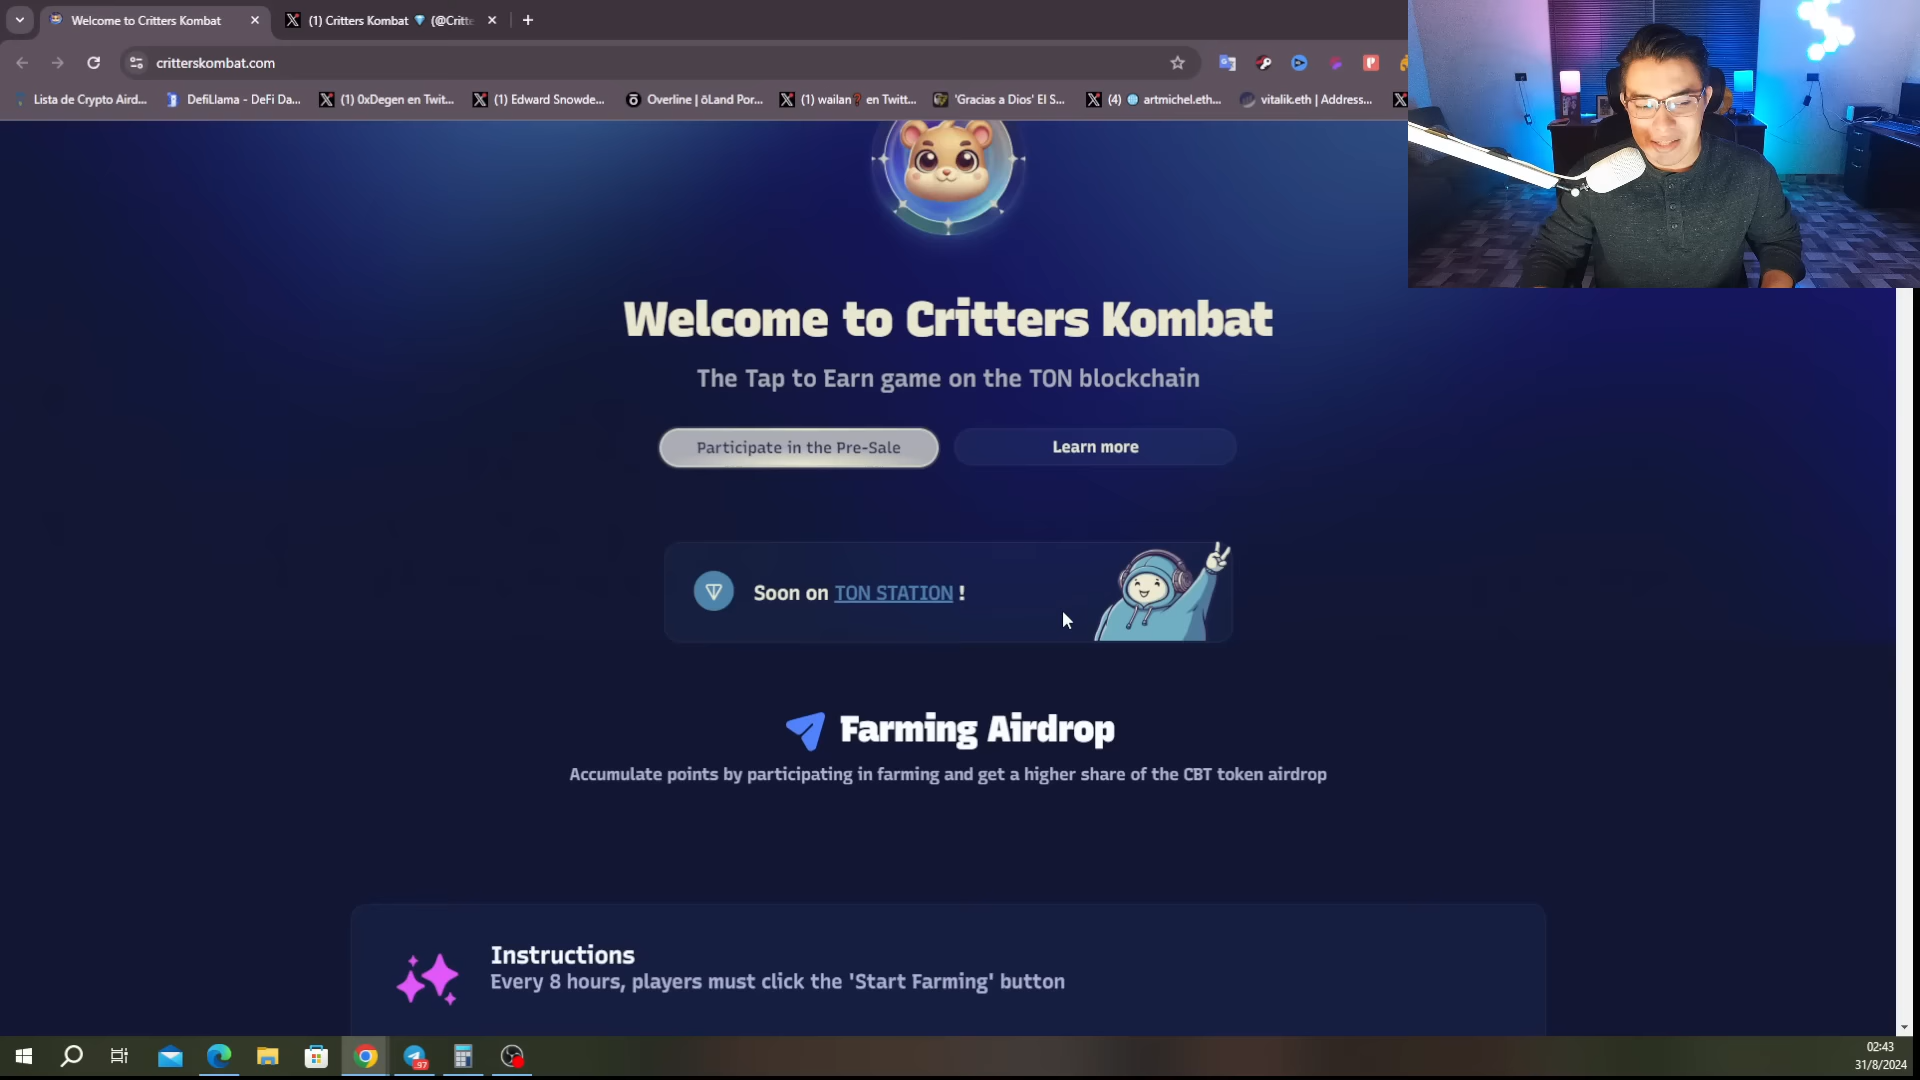 Welcome to Critters Kombat
(1) Critters Kombat 💎 (@Critte
critterskombat.com
Lista de Crypto Aird...
DefiLlama - DeFi Da...
(1) 0xDegen en Twit...
(1) Edward Snowde...
Overline | ōLand Por...
(1) wailan❓ en Twitt...
'Gracias a Dios' El S...
(4) 🌐 artmichel.eth...
vitalik.eth | Address...
Welcome to Critters Kombat
The Tap to Earn game on the TON blockchain
Participate in the Pre-Sale
Learn more
Soon on TON STATION !
Farming Airdrop
Accumulate points by participating in farming and get a higher share of the CBT token airdrop
Instructions
Every 8 hours, players must click the 'Start Farming' button
97
02:43
31/8/2024